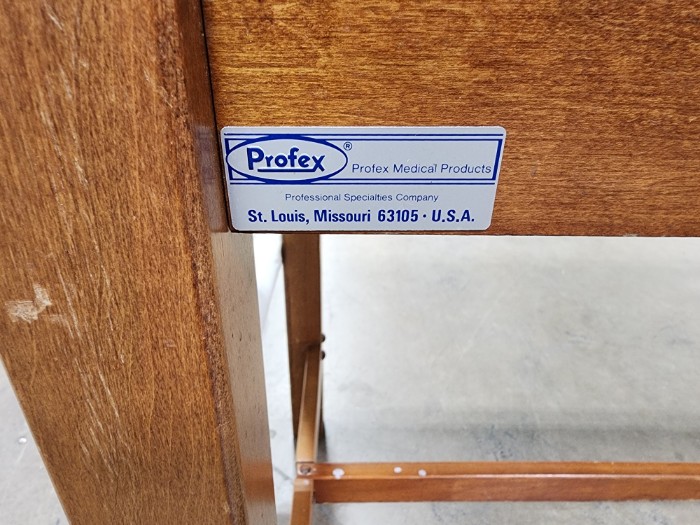 Profex®
Profex Medical Products
Professional Specialties Company
St. Louis, Missouri 63105 · U.S.A.